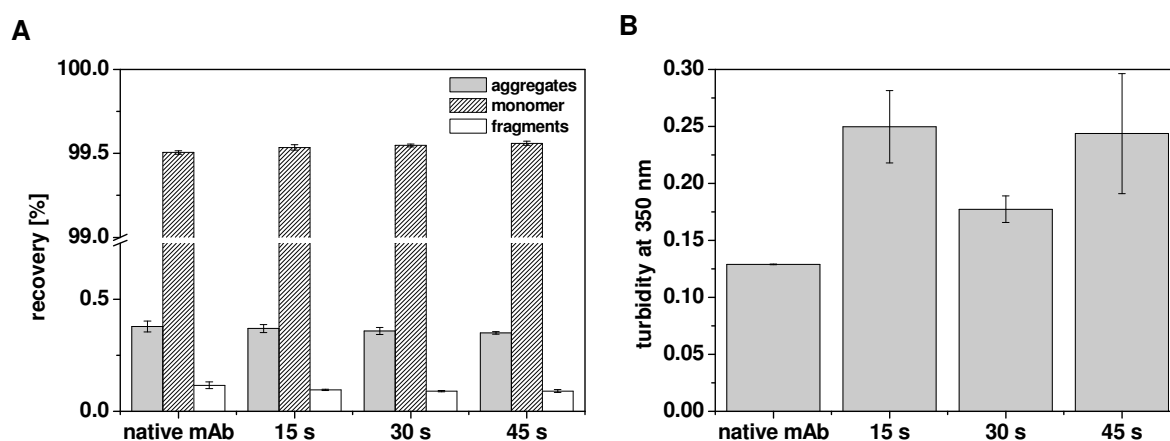 A
recovery [%]
100.0
99.5
99.0
0.5
0.0
aggregates
monomer
fragments
native mAb 15 s 30 s 45 s
B
turbidity at 350 nm
0.30
0.25
0.20
0.15
0.10
0.05
0.00
native mAb 15 s 30 s 45 s